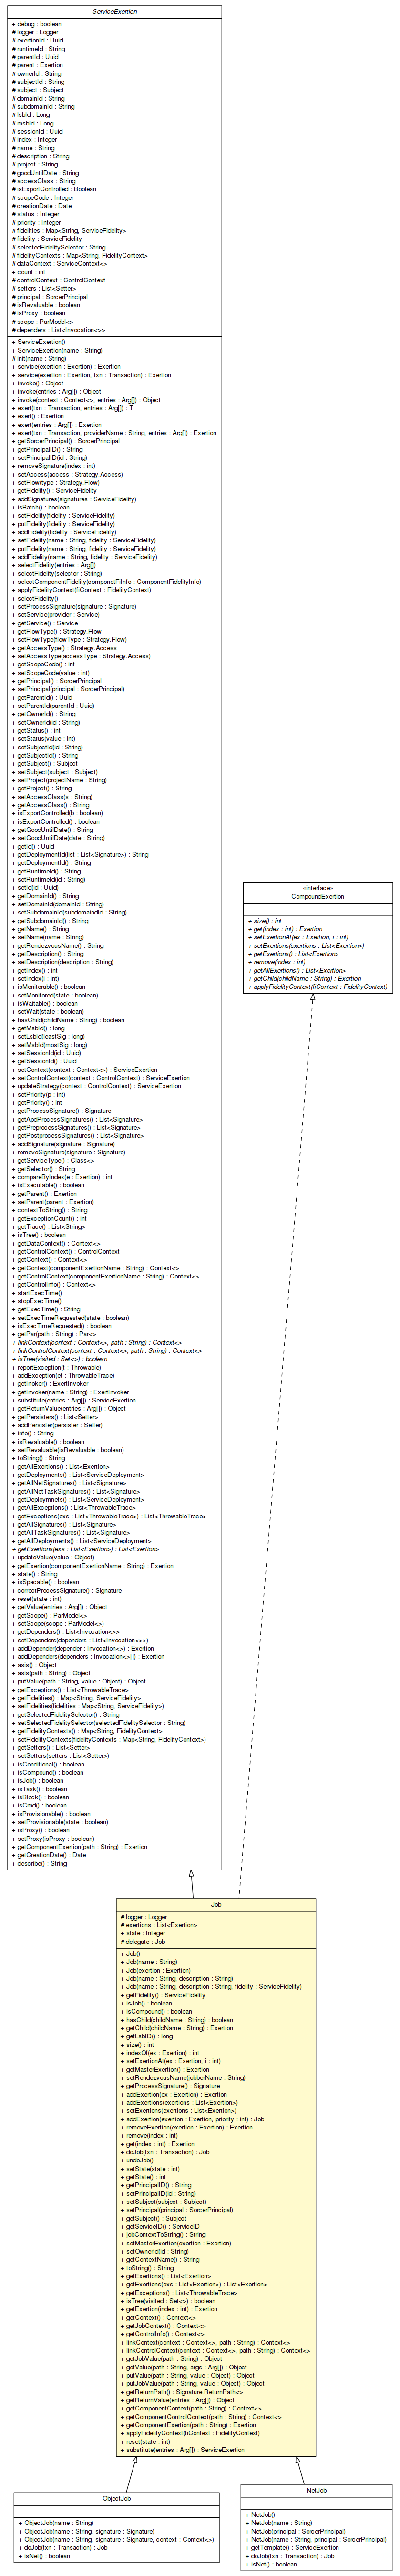 ServiceExertion
+ debug : boolean
# logger : Logger
# exertionId : Uuid
# runtimeId : String
# parentId : Uuid
# parent : Exertion
# ownerId : String
# subjectId : String
# subject : Subject
# domainId : String
# subdomainId : String
# lsbId : Long
# msbId : Long
# sessionId : Uuid
# index : Integer
# name : String
# description : String
# project : String
# goodUntilDate : String
# accessClass : String
# isExportControlled : Boolean
# scopeCode : Integer
# creationDate : Date
# status : Integer
# priority : Integer
# fidelities : Map<String, ServiceFidelity>
# fidelity : ServiceFidelity
# selectedFidelitySelector : String
# fidelityContexts : Map<String, FidelityContext>
# dataContext : ServiceContext<>
+ count : int
# controlContext : ControlContext
# setters : List<Setter>
# principal : SorcerPrincipal
# isRevaluable : boolean
# isProxy : boolean
# scope : ParModel<>
# dependers : List<Invocation<>>
+ ServiceExertion()
+ ServiceExertion(name : String)
# init(name : String)
+ service(exertion : Exertion) : Exertion
+ service(exertion : Exertion, txn : Transaction) : Exertion
+ invoke() : Object
+ invoke(entries : Arg[]) : Object
+ invoke(context : Context<>, entries : Arg[]) : Object
+ exert(txn : Transaction, entries : Arg[]) : T
+ exert() : Exertion
+ exert(entries : Arg[]) : Exertion
+ exert(txn : Transaction, providerName : String, entries : Arg[]) : Exertion
+ getSorcerPrincipal() : SorcerPrincipal
+ getPrincipalID() : String
+ setPrincipalID(id : String)
+ removeSignature(index : int)
+ setAccess(access : Strategy.Access)
+ setFlow(type : Strategy.Flow)
+ getFidelity() : ServiceFidelity
+ addSignatures(signatures : ServiceFidelity)
+ isBatch() : boolean
+ setFidelity(fidelity : ServiceFidelity)
+ putFidelity(fidelity : ServiceFidelity)
+ addFidelity(fidelity : ServiceFidelity)
+ setFidelity(name : String, fidelity : ServiceFidelity)
+ putFidelity(name : String, fidelity : ServiceFidelity)
+ addFidelity(name : String, fidelity : ServiceFidelity)
+ selectFidelity(entries : Arg[])
+ selectFidelity(selector : String)
+ selectComponentFidelity(componetFiInfo : ComponentFidelityInfo)
+ applyFidelityContext(fiContext : FidelityContext)
+ selectFidelity()
+ setProcessSignature(signature : Signature)
+ setService(provider : Service)
+ getService() : Service
+ getFlowType() : Strategy.Flow
+ setFlowType(flowType : Strategy.Flow)
+ getAccessType() : Strategy.Access
+ setAccessType(accessType : Strategy.Access)
+ getScopeCode() : int
+ setScopeCode(value : int)
+ getPrincipal() : SorcerPrincipal
+ setPrincipal(principal : SorcerPrincipal)
+ getParentId() : Uuid
+ setParentId(parentId : Uuid)
+ getOwnerId() : String
+ setOwnerId(id : String)
+ getStatus() : int
+ setStatus(value : int)
+ setSubjectId(id : String)
+ getSubjectId() : String
+ getSubject() : Subject
+ setSubject(subject : Subject)
+ setProject(projectName : String)
+ getProject() : String
+ setAccessClass(s : String)
+ getAccessClass() : String
+ isExportControlled(b : boolean)
+ isExportControlled() : boolean
+ getGoodUntilDate() : String
+ setGoodUntilDate(date : String)
+ getId() : Uuid
+ getDeploymentId(list : List<Signature>) : String
+ getDeploymentId() : String
+ getRuntimeId() : String
+ setRuntimeId(id : String)
+ setId(id : Uuid)
+ getDomainId() : String
+ setDomainId(domainId : String)
+ setSubdomainId(subdomaindId : String)
+ getSubdomainId() : String
+ getName() : String
+ setName(name : String)
+ getRendezvousName() : String
+ getDescription() : String
+ setDescription(description : String)
+ getIndex() : int
+ setIndex(i : int)
+ isMonitorable() : boolean
+ setMonitored(state : boolean)
+ isWaitable() : boolean
+ setWait(state : boolean)
+ hasChild(childName : String) : boolean
+ getMsbId() : long
+ setLsbId(leastSig : long)
+ setMsbId(mostSig : long)
+ setSessionId(id : Uuid)
+ getSessionId() : Uuid
+ setContext(context : Context<>) : ServiceExertion
+ setControlContext(context : ControlContext) : ServiceExertion
+ updateStrategy(context : ControlContext) : ServiceExertion
+ setPriority(p : int)
+ getPriority() : int
+ getProcessSignature() : Signature
+ getApdProcessSignatures() : List<Signature>
+ getPreprocessSignatures() : List<Signature>
+ getPostprocessSignatures() : List<Signature>
+ addSignature(signature : Signature)
+ removeSignature(signature : Signature)
+ getServiceType() : Class<>
+ getSelector() : String
+ compareByIndex(e : Exertion) : int
+ isExecutable() : boolean
+ getParent() : Exertion
+ setParent(parent : Exertion)
+ contextToString() : String
+ getExceptionCount() : int
+ getTrace() : List<String>
+ isTree() : boolean
+ getDataContext() : Context<>
+ getControlContext() : ControlContext
+ getContext() : Context<>
+ getContext(componentExertionName : String) : Context<>
+ getControlContext(componentExertionName : String) : Context<>
+ getControlInfo() : Context<>
+ startExecTime()
+ stopExecTime()
+ getExecTime() : String
+ setExecTimeRequested(state : boolean)
+ isExecTimeRequested() : boolean
+ getPar(path : String) : Par<>
+ linkContext(context : Context<>, path : String) : Context<>
+ linkControlContext(context : Context<>, path : String) : Context<>
+ isTree(visited : Set<>) : boolean
+ reportException(t : Throwable)
+ addException(et : ThrowableTrace)
+ getInoker() : ExertInvoker
+ getInvoker(name : String) : ExertInvoker
+ substitute(entries : Arg[]) : ServiceExertion
+ getReturnValue(entries : Arg[]) : Object
+ getPersisters() : List<Setter>
+ addPersister(persister : Setter)
+ info() : String
+ isRevaluable() : boolean
+ setRevaluable(isRevaluable : boolean)
+ toString() : String
+ getAllExertions() : List<Exertion>
+ getDeployments() : List<ServiceDeployment>
+ getAllNetSignatures() : List<Signature>
+ getAllNetTaskSignatures() : List<Signature>
+ getDeploymnets() : List<ServiceDeployment>
+ getAllExceptions() : List<ThrowableTrace>
+ getExceptions(exs : List<ThrowableTrace>) : List<ThrowableTrace>
+ getAllSignatures() : List<Signature>
+ getAllTaskSignatures() : List<Signature>
+ getAllDeployments() : List<ServiceDeployment>
+ getExertions(exs : List<Exertion>) : List<Exertion>
+ updateValue(value : Object)
+ getExertion(componentExertionName : String) : Exertion
+ state() : String
+ isSpacable() : boolean
+ correctProcessSignature() : Signature
+ reset(state : int)
+ getValue(entries : Arg[]) : Object
+ getScope() : ParModel<>
+ setScope(scope : ParModel<>)
+ getDependers() : List<Invocation<>>
+ setDependers(dependers : List<Invocation<>>)
+ addDepender(depender : Invocation<>) : Exertion
+ addDependers(dependers : Invocation<>[]) : Exertion
+ asis() : Object
+ asis(path : String) : Object
+ putValue(path : String, value : Object) : Object
+ getExceptions() : List<ThrowableTrace>
+ getFidelities() : Map<String, ServiceFidelity>
+ setFidelities(fidelities : Map<String, ServiceFidelity>)
+ getSelectedFidelitySelector() : String
+ setSelectedFidelitySelector(selectedFidelitySelector : String)
+ getFidelityContexts() : Map<String, FidelityContext>
+ setFidelityContexts(fidelityContexts : Map<String, FidelityContext>)
+ getSetters() : List<Setter>
+ setSetters(setters : List<Setter>)
+ isConditional() : boolean
+ isCompound() : boolean
+ isJob() : boolean
+ isTask() : boolean
+ isBlock() : boolean
+ isCmd() : boolean
+ isProvisionable() : boolean
+ setProvisionable(state : boolean)
+ isProxy() : boolean
+ setProxy(isProxy : boolean)
+ getComponentExertion(path : String) : Exertion
+ getCreationDate() : Date
+ describe() : String
«interface»
CompoundExertion
+ size() : int
+ get(index : int) : Exertion
+ setExertionAt(ex : Exertion, i : int)
+ setExertions(exertions : List<Exertion>)
+ getExertions() : List<Exertion>
+ remove(index : int)
+ getAllExertions() : List<Exertion>
+ getChild(childName : String) : Exertion
+ applyFidelityContext(fiContext : FidelityContext)
Job
# logger : Logger
# exertions : List<Exertion>
+ state : Integer
# delegate : Job
+ Job()
+ Job(name : String)
+ Job(exertion : Exertion)
+ Job(name : String, description : String)
+ Job(name : String, description : String, fidelity : ServiceFidelity)
+ getFidelity() : ServiceFidelity
+ isJob() : boolean
+ isCompound() : boolean
+ hasChild(childName : String) : boolean
+ getChild(childName : String) : Exertion
+ getLsbID() : long
+ size() : int
+ indexOf(ex : Exertion) : int
+ setExertionAt(ex : Exertion, i : int)
+ getMasterExertion() : Exertion
+ setRendezvousName(jobberName : String)
+ getProcessSignature() : Signature
+ addExertion(ex : Exertion) : Exertion
+ addExertions(exertions : List<Exertion>)
+ setExertions(exertions : List<Exertion>)
+ addExertion(exertion : Exertion, priority : int) : Job
+ removeExertion(exertion : Exertion) : Exertion
+ remove(index : int)
+ get(index : int) : Exertion
+ doJob(txn : Transaction) : Job
+ undoJob()
+ setState(state : int)
+ getState() : int
+ getPrincipalID() : String
+ setPrincipalID(id : String)
+ setSubject(subject : Subject)
+ setPrincipal(principal : SorcerPrincipal)
+ getSubject() : Subject
+ getServiceID() : ServiceID
+ jobContextToString() : String
+ setMasterExertion(exertion : Exertion)
+ setOwnerId(id : String)
+ getContextName() : String
+ toString() : String
+ getExertions() : List<Exertion>
+ getExertions(exs : List<Exertion>) : List<Exertion>
+ getExceptions() : List<ThrowableTrace>
+ isTree(visited : Set<>) : boolean
+ getExertion(index : int) : Exertion
+ getContext() : Context<>
+ getJobContext() : Context<>
+ getControlInfo() : Context<>
+ linkContext(context : Context<>, path : String) : Context<>
+ linkControlContext(context : Context<>, path : String) : Context<>
+ getJobValue(path : String) : Object
+ getValue(path : String, args : Arg[]) : Object
+ putValue(path : String, value : Object) : Object
+ putJobValue(path : String, value : Object) : Object
+ getReturnPath() : Signature.ReturnPath<>
+ getReturnValue(entries : Arg[]) : Object
+ getComponentContext(path : String) : Context<>
+ getComponentControlContext(path : String) : Context<>
+ getComponentExertion(path : String) : Exertion
+ applyFidelityContext(fiContext : FidelityContext)
+ reset(state : int)
+ substitute(entries : Arg[]) : ServiceExertion
ObjectJob
+ ObjectJob(name : String)
+ ObjectJob(name : String, signature : Signature)
+ ObjectJob(name : String, signature : Signature, context : Context<>)
+ doJob(txn : Transaction) : Job
+ isNet() : boolean
NetJob
+ NetJob()
+ NetJob(name : String)
+ NetJob(principal : SorcerPrincipal)
+ NetJob(name : String, principal : SorcerPrincipal)
+ getTemplate() : ServiceExertion
+ doJob(txn : Transaction) : Job
+ isNet() : boolean